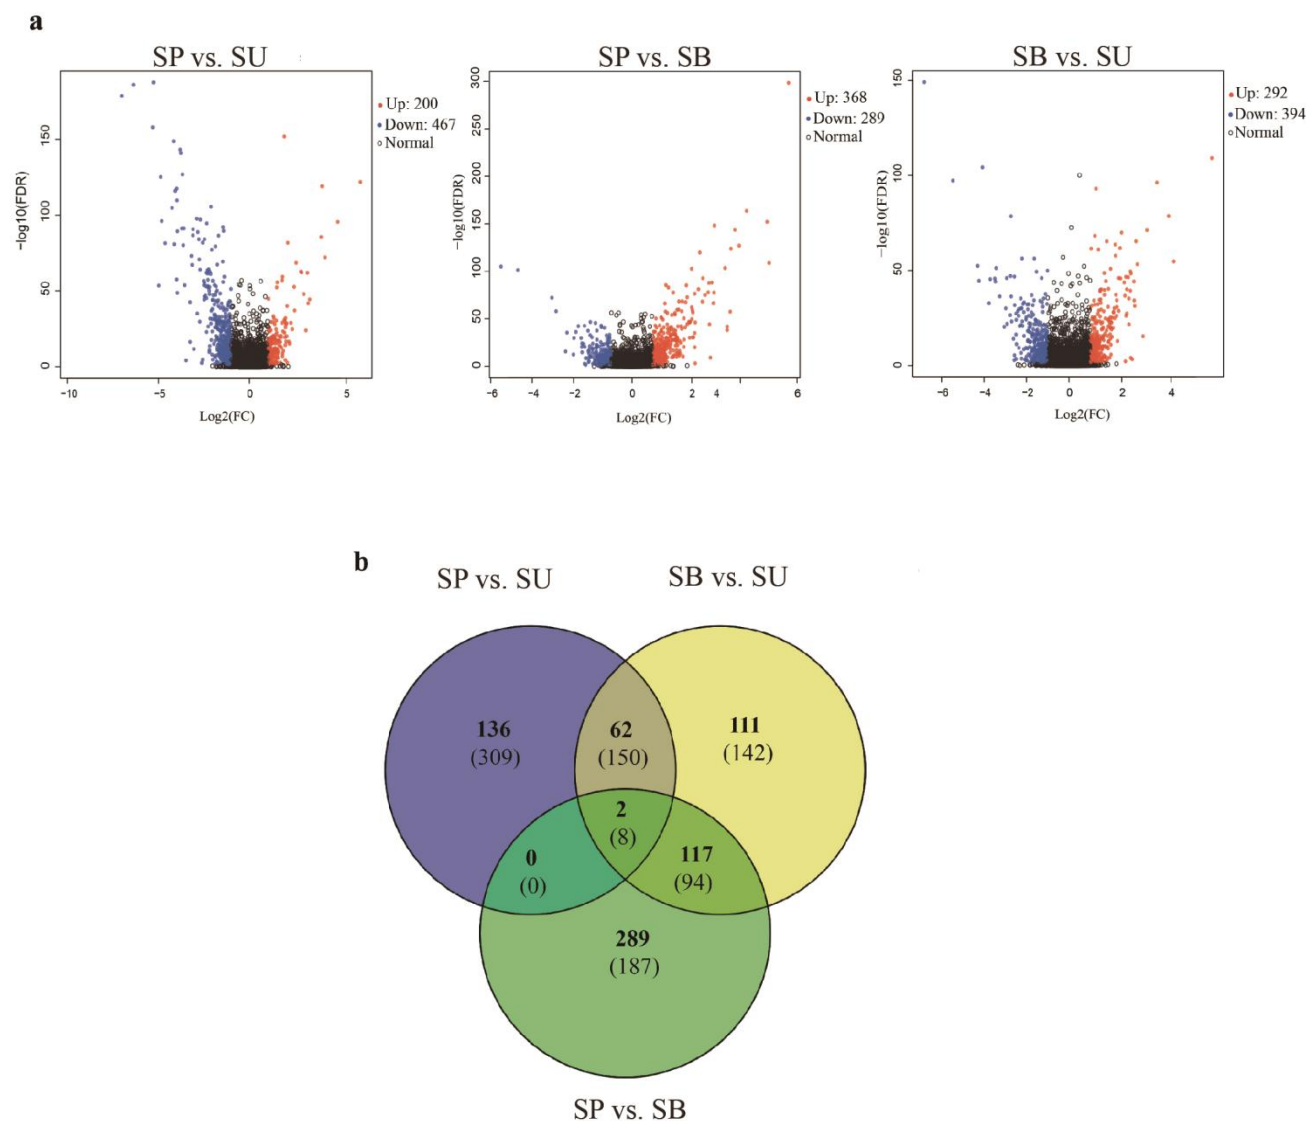 a
SP vs. SU
−log10(FDR)
150
100
50
0
−10
−5
0
5
Log2(FC)
Up: 200
Down: 467
Normal
SP vs. SB
−log10(FDR)
300
250
200
150
100
50
0
−6
−4
−2
0
2
4
6
Log2(FC)
Up: 368
Down: 289
Normal
SB vs. SU
−log10(FDR)
150
100
50
0
−6
−4
−2
0
2
4
Log2(FC)
Up: 292
Down: 394
Normal
b
SP vs. SU
SB vs. SU
136
(309)
62
(150)
111
(142)
2
(8)
0
(0)
117
(94)
289
(187)
SP vs. SB